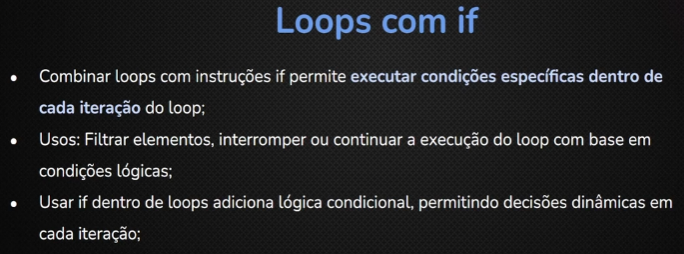 Loops com if
● Combinar loops com instruções if permite executar condições específicas dentro de
cada iteração do loop;
● Usos: Filtrar elementos, interromper ou continuar a execução do loop com base em
condições lógicas;
● Usar if dentro de loops adiciona lógica condicional, permitindo decisões dinâmicas em
cada iteração;